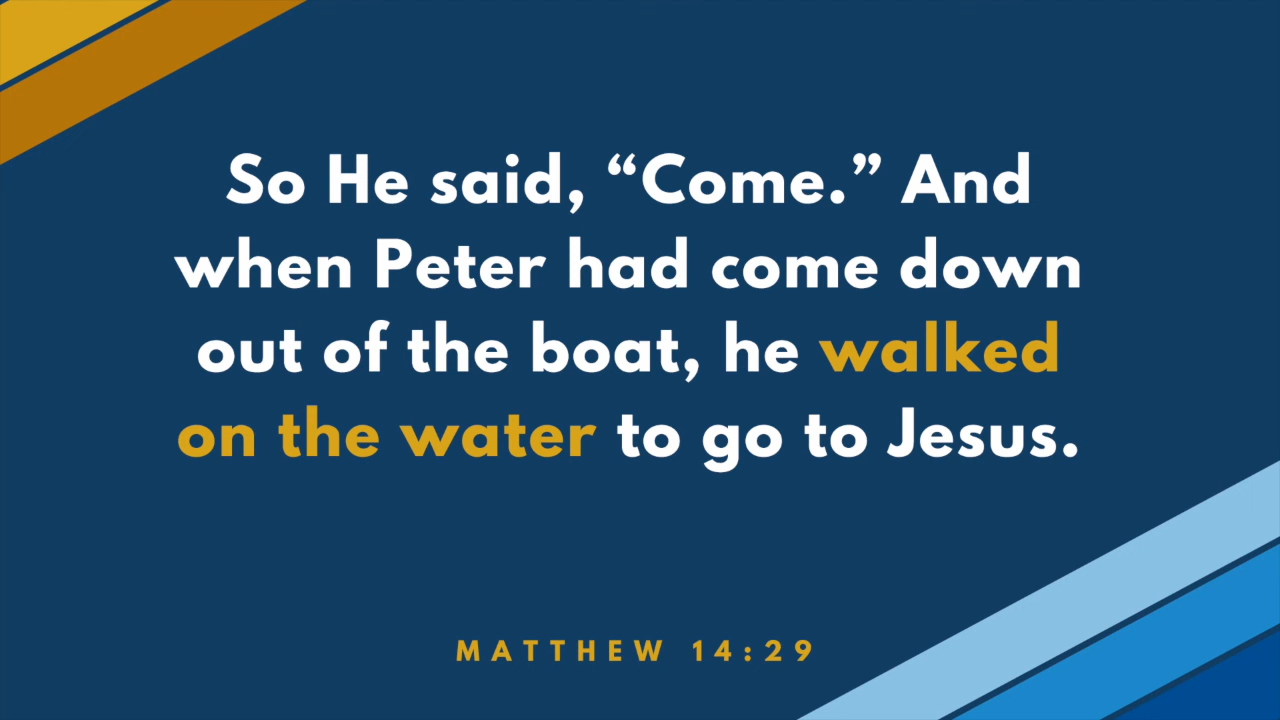 So He said, “Come.” And
when Peter had come down
out of the boat, he walked
on the water to go to Jesus.
MATTHEW 14:29